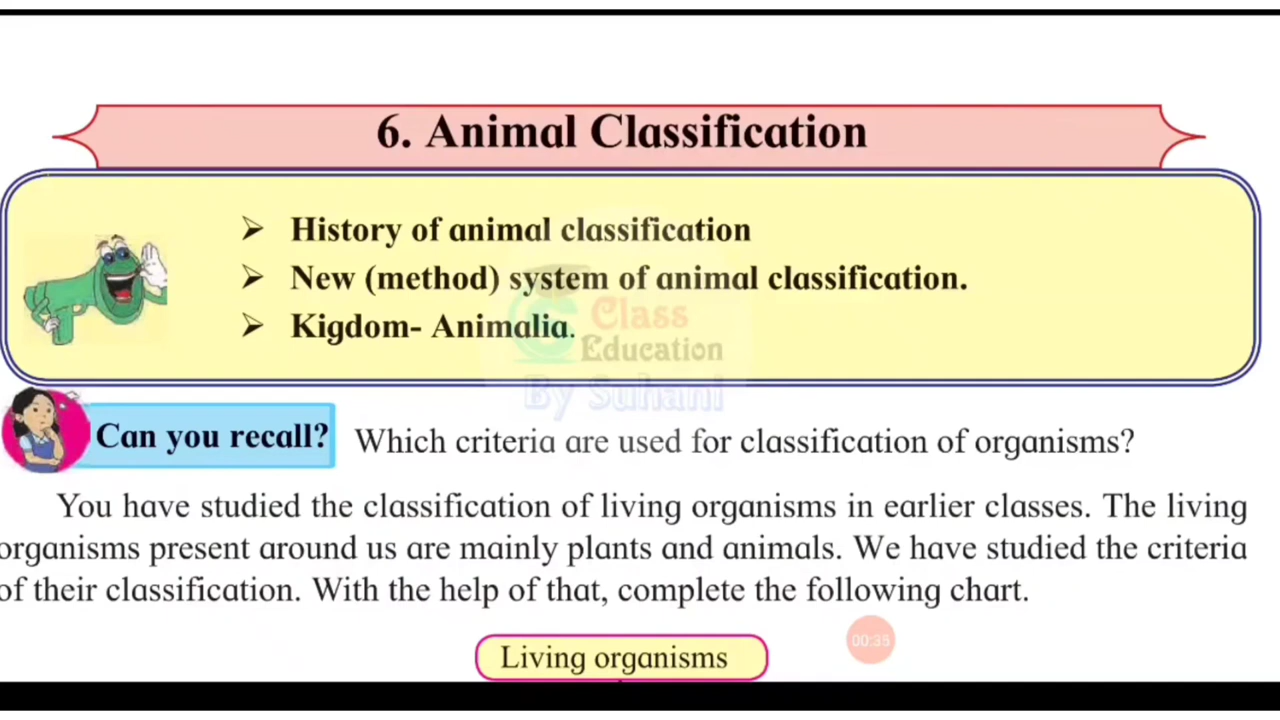 6. Animal Classification
➢ History of animal classification
➢ New (method) system of animal classification.
➢ Kigdom- Animalia.
Class
Education
By Suhani
Can you recall? Which criteria are used for classification of organisms?
You have studied the classification of living organisms in earlier classes. The living
organisms present around us are mainly plants and animals. We have studied the criteria
of their classification. With the help of that, complete the following chart.
00:35
Living organisms